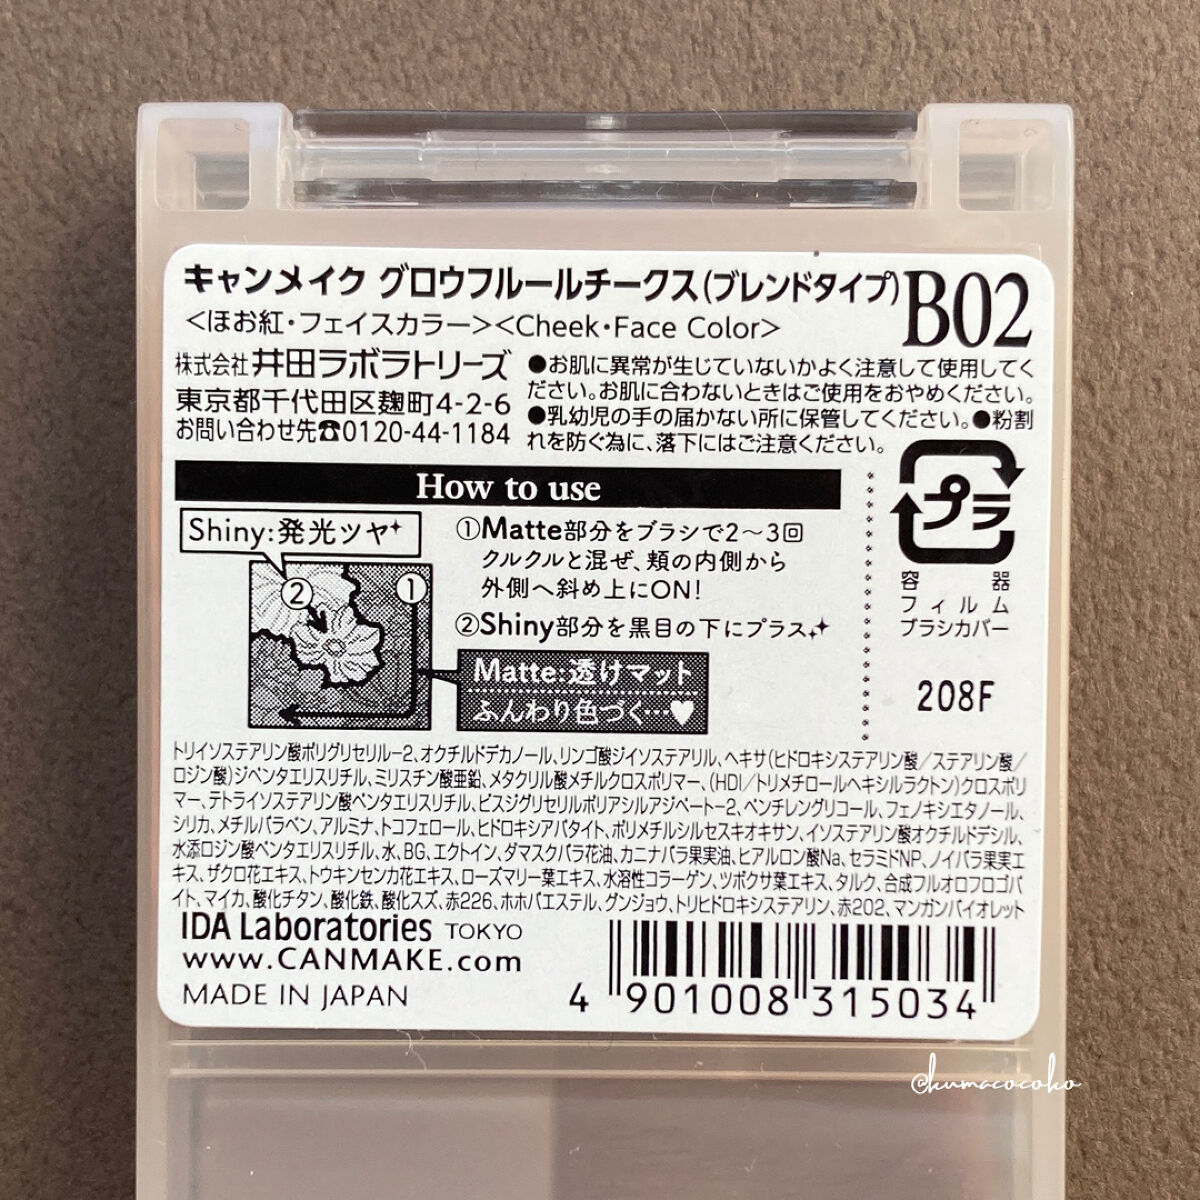 キャンメイク グロウフルールチークス(ブレンドタイプ) B02
<ほお紅・フェイスカラー><Cheek・Face Color>
株式会社 井田ラボラトリーズ
東京都千代田区麹町4-2-6
お問い合わせ先☎0120-44-1184
●お肌に異常が生じていないかよく注意して使用してく
ださい。お肌に合わないときはご使用をおやめください。
●乳幼児の手の届かない所に保管してください。●粉割
れを防ぐ為に、落下にはご注意ください。
How to use
Shiny:発光ツヤ
②
①
①Matte部分をブラシで2〜3回
クルクルと混ぜ、頬の内側から
外側へ斜め上にON!
②Shiny部分を黒目の下にプラス
Matte:透けマット
ふんわり色づく…♥
プラ
容器
フィルム
ブラシカバー
208F
トリイソステアリン酸ポリグリセリル-2、オクチルドデカノール、リンゴ酸ジイソステアリル、ヘキサ(ヒドロキシステアリン酸/ステアリン酸/
ロジン酸)ジペンタエリスリチル、ミリスチン酸亜鉛、メタクリル酸メチルクロスポリマー、(HDI/トリメチロールヘキシルラクトン)クロスポリ
マー、テトライソステアリン酸ペンタエリスリチル、ビスジグリセリルポリアシルアジペート-2、ペンチレングリコール、フェノキシエタノール、
シリカ、メチルパラベン、アルミナ、トコフェロール、ヒドロキシアパタイト、ポリメチルシルセスキオキサン、イソステアリン酸オクチルドデシル、
水添ロジン酸ペンタエリスリチル、水、BG、エクトイン、ダマスクバラ花油、カニナバラ果実油、ヒアルロン酸Na、セラミドNP、ノイバラ果実エ
キス、ザクロ花エキス、トウキンセンカ花エキス、ローズマリー葉エキス、水溶性コラーゲン、ツボクサ葉エキス、タルク、合成フルオロフロゴパ
イト、マイカ、酸化チタン、酸化鉄、酸化スズ、赤226、ホホバエステル、グンジョウ、トリヒドロキシステアリン、赤202、マンガンバイオレット
IDA Laboratories TOKYO
www.CANMAKE.com
MADE IN JAPAN
4 901008 315034
@kumacocoko